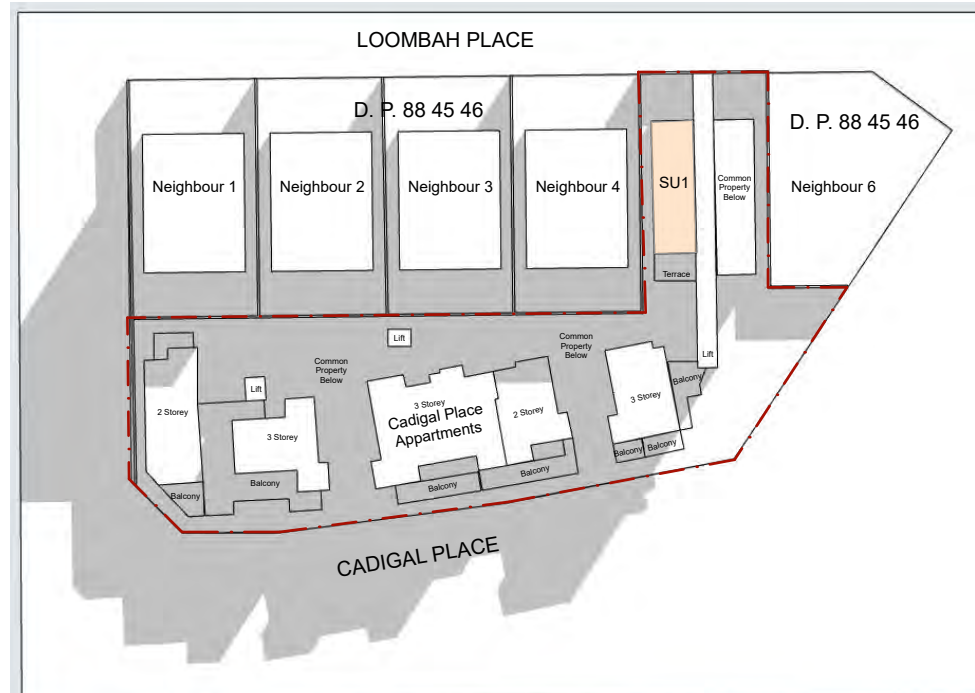 LOOMBAH PLACE
D. P. 88 45 46
D. P. 88 45 46
Neighbour 1
Neighbour 2
Neighbour 3
Neighbour 4
SU1
Common
Property
Below
Neighbour 6
Terrace
Lift
Common
Property
Below
Common
Property
Below
Lift
Lift
Balcony
2 Storey
3 Storey
3 Storey
Cadigal Place
Appartments
2 Storey
3 Storey
Balcony
Balcony
Balcony
Balcony
Balcony
Balcony
Balcony
CADIGAL PLACE